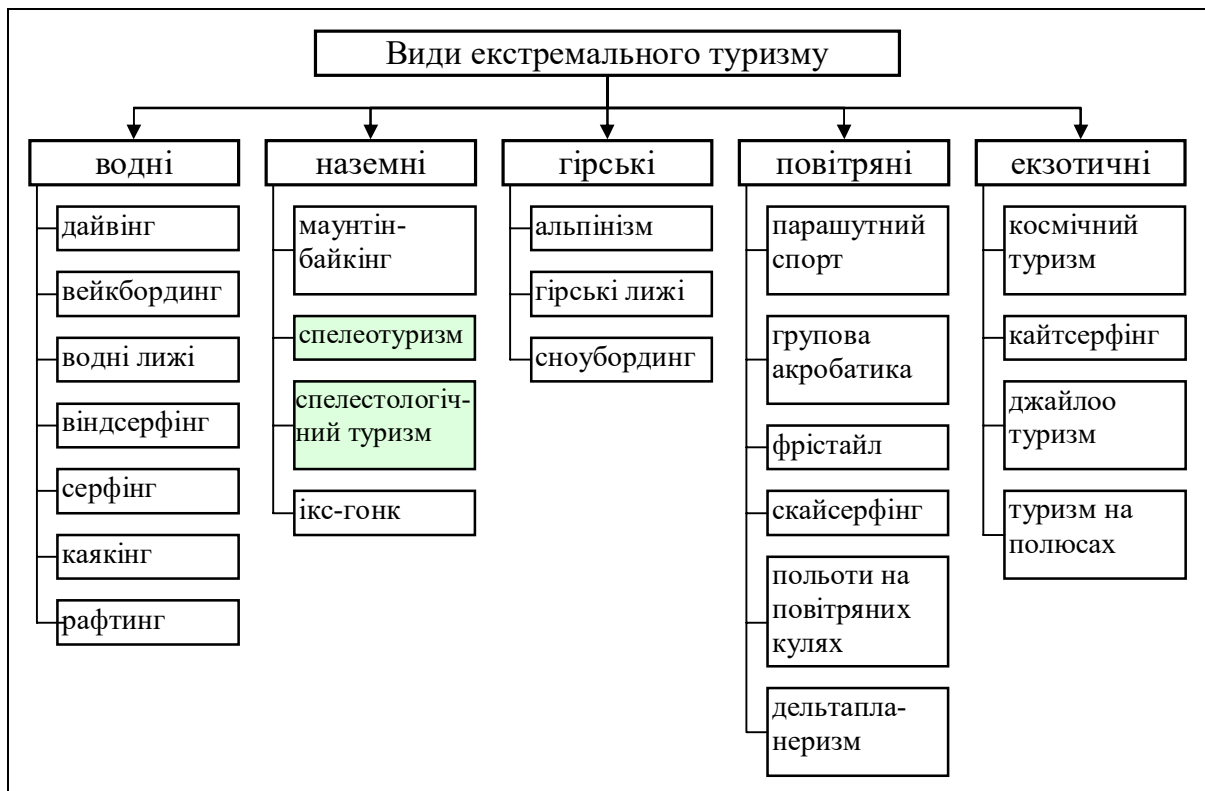 Види екстремального туризму
водні
дайвінг
вейкбординг
водні лижі
віндсерфінг
серфінг
каякінг
рафтинг
наземні
маунтін-
байкінг
спелеотуризм
спелестологіч-
ний туризм
ікс-гонк
гірські
альпінізм
гірські лижі
сноубординг
повітряні
парашутний
спорт
групова
акробатика
фрістайл
скайсерфінг
польоти на
повітряних
кулях
дельтапла-
неризм
екзотичні
космічний
туризм
кайтсерфінг
джайлоо
туризм
туризм на
полюсах